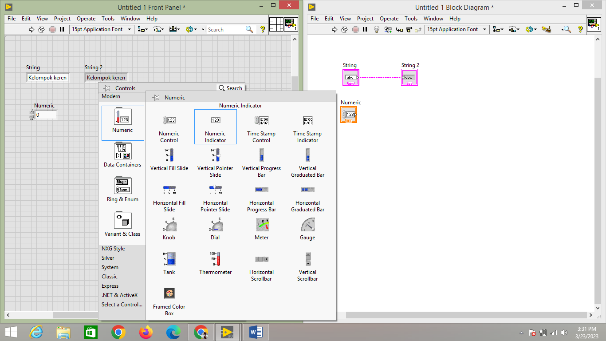 Untitled 1 Front Panel *
File Edit View Project Operate Tools Window Help
15pt Application Font
Search
String
Kelompok keren
String 2
Kelompok keren
Numeric
0
Controls
Search
Modern
Numeric
Data Containers
Ring & Enum
Variant & Class
NXG Style
Silver
System
Classic
Express
.NET & ActiveX
Select a Control...
Numeric
Numeric Indicator
Numeric Control
Numeric Indicator
Time Stamp Control
Time Stamp Indicator
Vertical Fill Slide
Vertical Pointer Slide
Vertical Progress Bar
Vertical Graduated Bar
Horizontal Fill Slide
Horizontal Pointer Slide
Horizontal Progress Bar
Horizontal Graduated Bar
Knob
Dial
Meter
Gauge
Tank
Thermometer
Horizontal Scrollbar
Vertical Scrollbar
Framed Color Box
Untitled 1 Block Diagram *
File Edit View Project Operate Tools Window Help
15pt Application Font
String
String 2
Numeric
3:31 PM